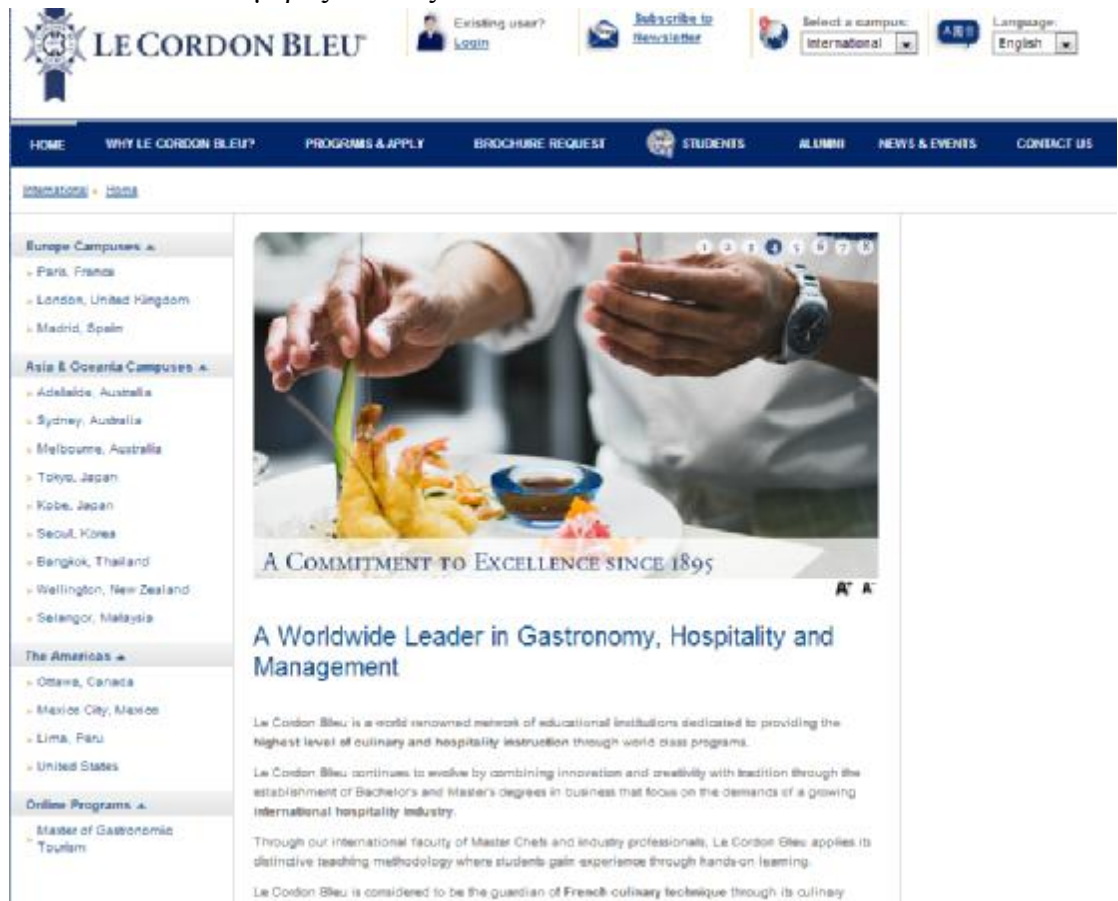 LE CORDON BLEU
Existing user?
Login
Subscribe to
Newsletter
Select a campus:
International
Language:
English
HOME WHY LE CORDON BLEU? PROGRAMS & APPLY BROCHURE REQUEST STUDENTS ALUMNI NEWS & EVENTS CONTACT US
International Home
Europe Campuses
Paris, France
London, United Kingdom
Madrid, Spain
Asia & Oceania Campuses
Adelaide, Australia
Sydney, Australia
Melbourne, Australia
Tokyo, Japan
Kobe, Japan
Seoul, Korea
Bangkok, Thailand
Wellington, New Zealand
Selangor, Malaysia
The Americas
Ottawa, Canada
Mexico City, Mexico
Lima, Peru
United States
Online Programs
Master of Gastronomic
Tourism
1 2 3 4 5 6 7 8
A COMMITMENT TO EXCELLENCE SINCE 1895
A+ A-
A Worldwide Leader in Gastronomy, Hospitality and
Management
Le Cordon Bleu is a world renowned network of educational institutions dedicated to providing the
highest level of culinary and hospitality instruction through world class programs.
Le Cordon Bleu continues to evolve by combining innovation and creativity with tradition through the
establishment of Bachelor's and Master's degrees in business that focus on the demands of a growing
international hospitality industry.
Through our international faculty of Master Chefs and industry professionals, Le Cordon Bleu applies its
distinctive teaching methodology where students gain experience through hands-on learning.
Le Cordon Bleu is considered to be the guardian of French culinary technique through its culinary